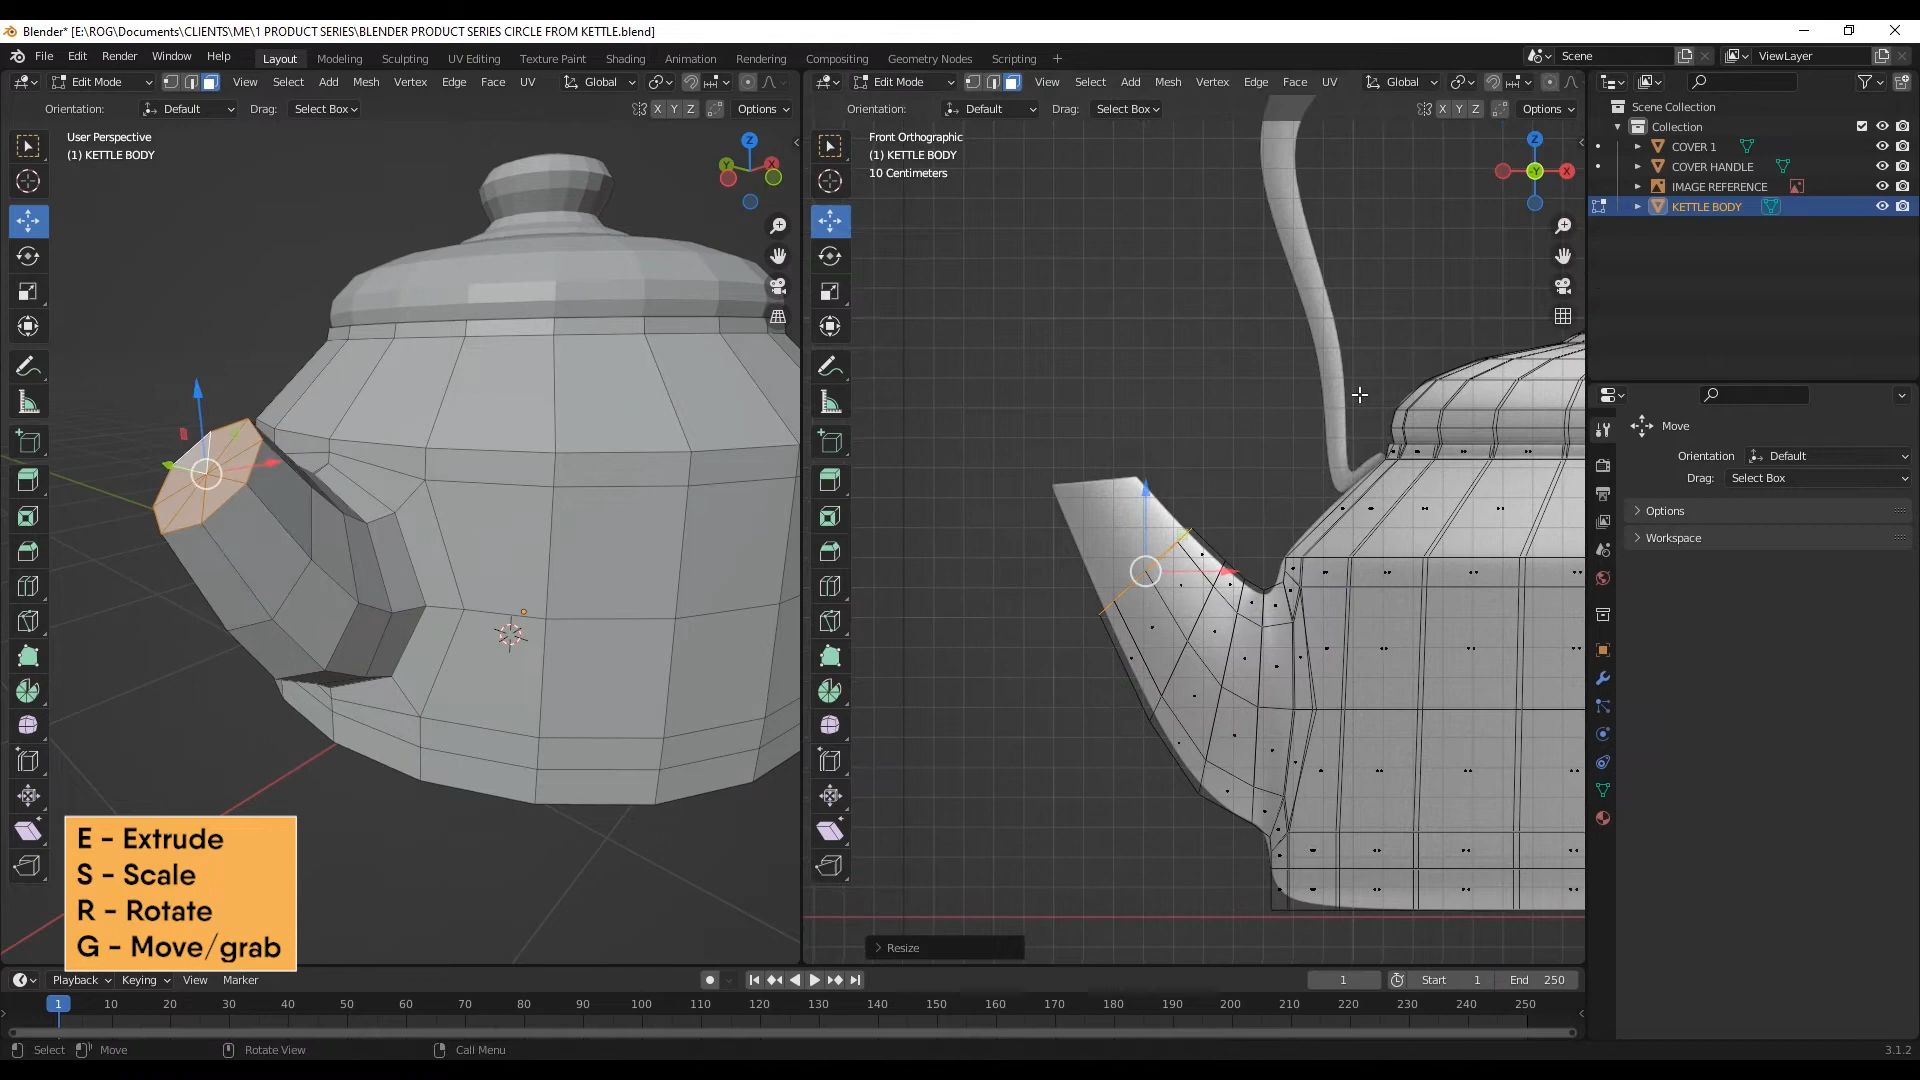 Blender* [E:\ROG\Documents\CLIENTS\ME\1 PRODUCT SERIES\BLENDER PRODUCT SERIES CIRCLE FROM KETTLE.blend]
File Edit Render Window Help Layout Modeling Sculpting UV Editing Texture Paint Shading Animation Rendering Compositing Geometry Nodes Scripting + Scene ViewLayer
Edit Mode View Select Add Mesh Vertex Edge Face UV Global Edit Mode View Select Add Mesh Vertex Edge Face UV Global
Orientation: Default Drag: Select Box X Y Z Options Orientation: Default Drag: Select Box X Y Z Options
User Perspective
(1) KETTLE BODY
Z
Y
X
Front Orthographic
(1) KETTLE BODY
10 Centimeters
Z
-Y
X
Scene Collection
Collection
COVER 1
COVER HANDLE
IMAGE REFERENCE
KETTLE BODY
Move
Orientation Default
Drag: Select Box
Options
Workspace
E - Extrude
S - Scale
R - Rotate
G - Move/grab
Resize
Playback Keying View Marker 1 Start 1 End 250
1 10 20 30 40 50 60 70 80 90 100 110 120 130 140 150 160 170 180 190 200 210 220 230 240 250
Select Move Rotate View Call Menu 3.1.2